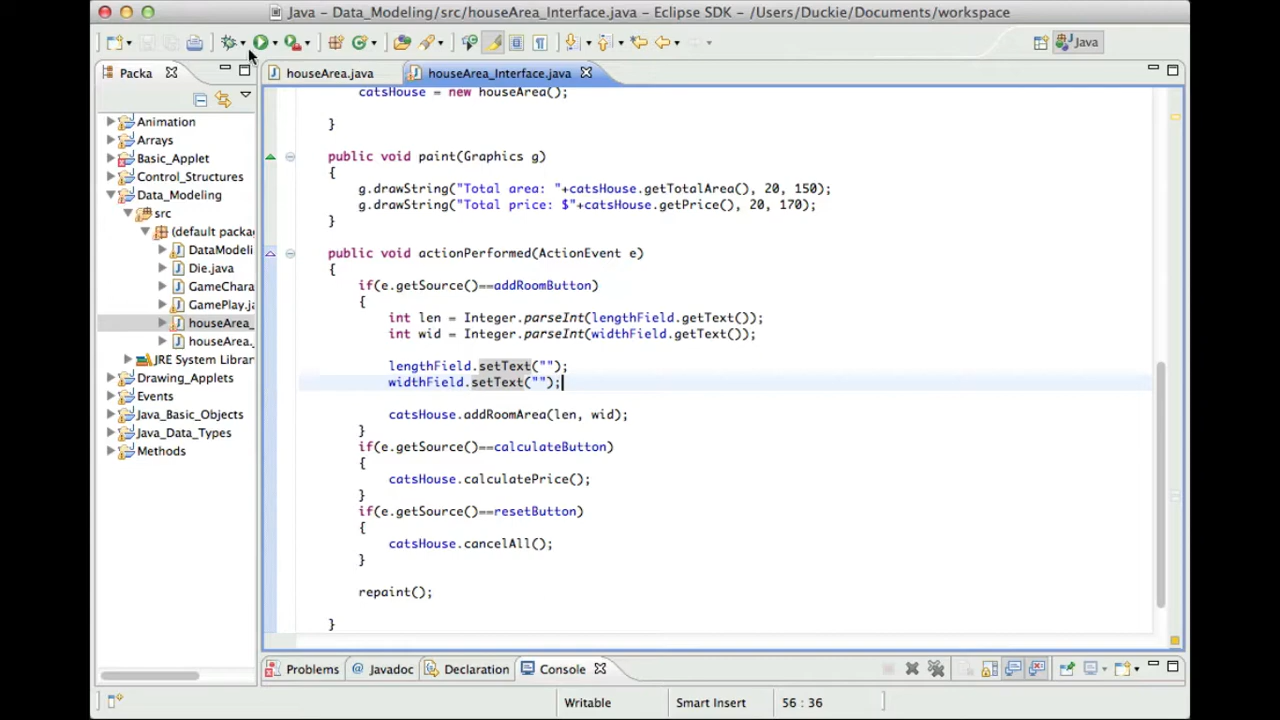 Java - Data_Modeling/src/houseArea_Interface.java - Eclipse SDK - /Users/Duckie/Documents/workspace
Java
Packa
houseArea.java
houseArea_Interface.java
Animation
Arrays
Basic_Applet
Control_Structures
Data_Modeling
src
(default packa
DataModeli
Die.java
GameChara
GamePlay.ja
houseArea_
houseArea.
JRE System Librar
Drawing_Applets
Events
Java_Basic_Objects
Java_Data_Types
Methods
catsHouse = new houseArea();
}
public void paint(Graphics g)
{
g.drawString("Total area: "+catsHouse.getTotalArea(), 20, 150);
g.drawString("Total price: $"+catsHouse.getPrice(), 20, 170);
}
public void actionPerformed(ActionEvent e)
{
if(e.getSource()==addRoomButton)
{
int len = Integer.parseInt(lengthField.getText());
int wid = Integer.parseInt(widthField.getText());
lengthField.setText("");
widthField.setText("");
catsHouse.addRoomArea(len, wid);
}
if(e.getSource()==calculateButton)
{
catsHouse.calculatePrice();
}
if(e.getSource()==resetButton)
{
catsHouse.cancelAll();
}
repaint();
}
Problems
@ Javadoc
Declaration
Console
Writable
Smart Insert
56 : 36